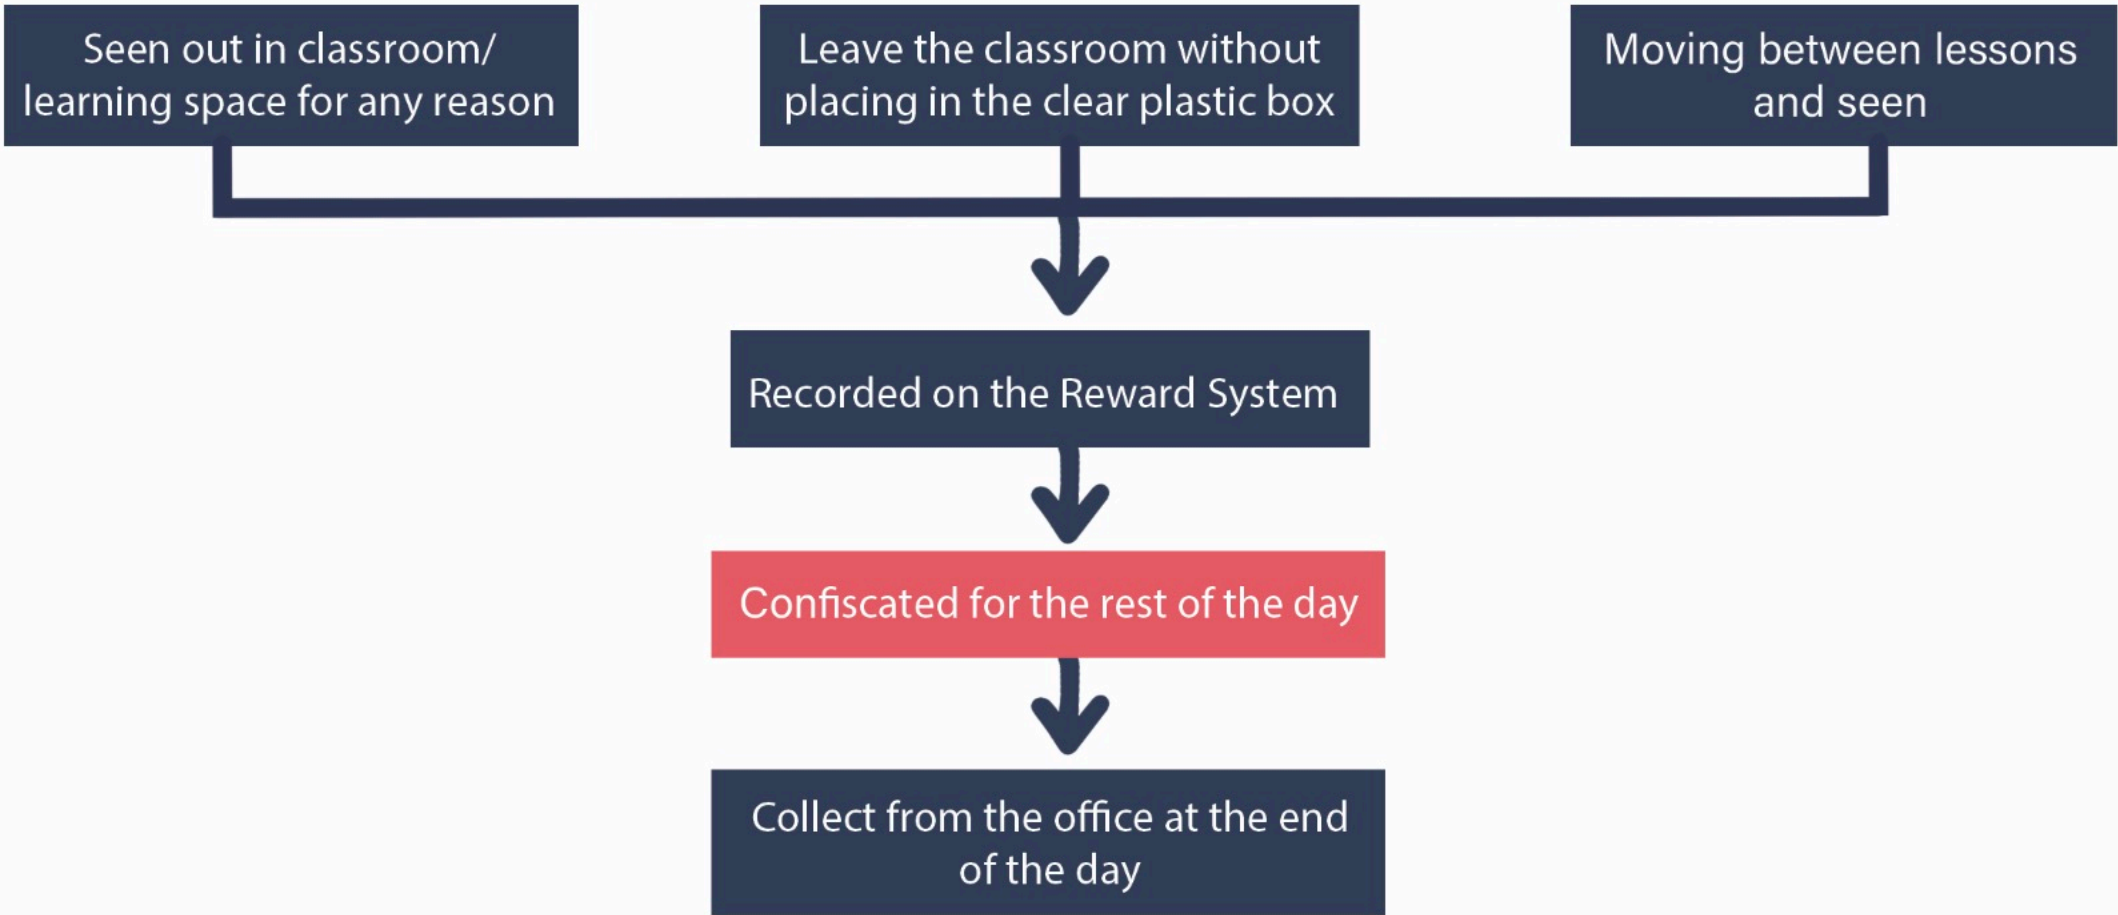 Seen out in classroom/
learning space for any reason
Leave the classroom without
placing in the clear plastic box
Moving between lessons
and seen
Recorded on the Reward System
Confiscated for the rest of the day
Collect from the office at the end
of the day